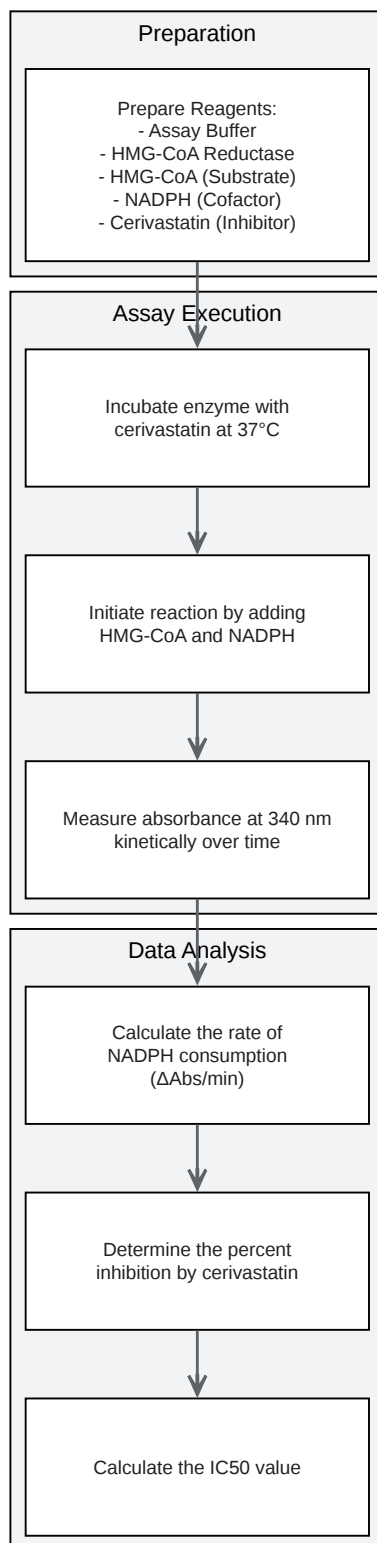 Preparation
Prepare Reagents:
- Assay Buffer
- HMG-CoA Reductase
- HMG-CoA (Substrate)
- NADPH (Cofactor)
- Cerivastatin (Inhibitor)
Assay Execution
Incubate enzyme with
cerivastatin at 37°C
Initiate reaction by adding
HMG-CoA and NADPH
Measure absorbance at 340 nm
kinetically over time
Data Analysis
Calculate the rate of
NADPH consumption
(ΔAbs/min)
Determine the percent
inhibition by cerivastatin
Calculate the IC50 value